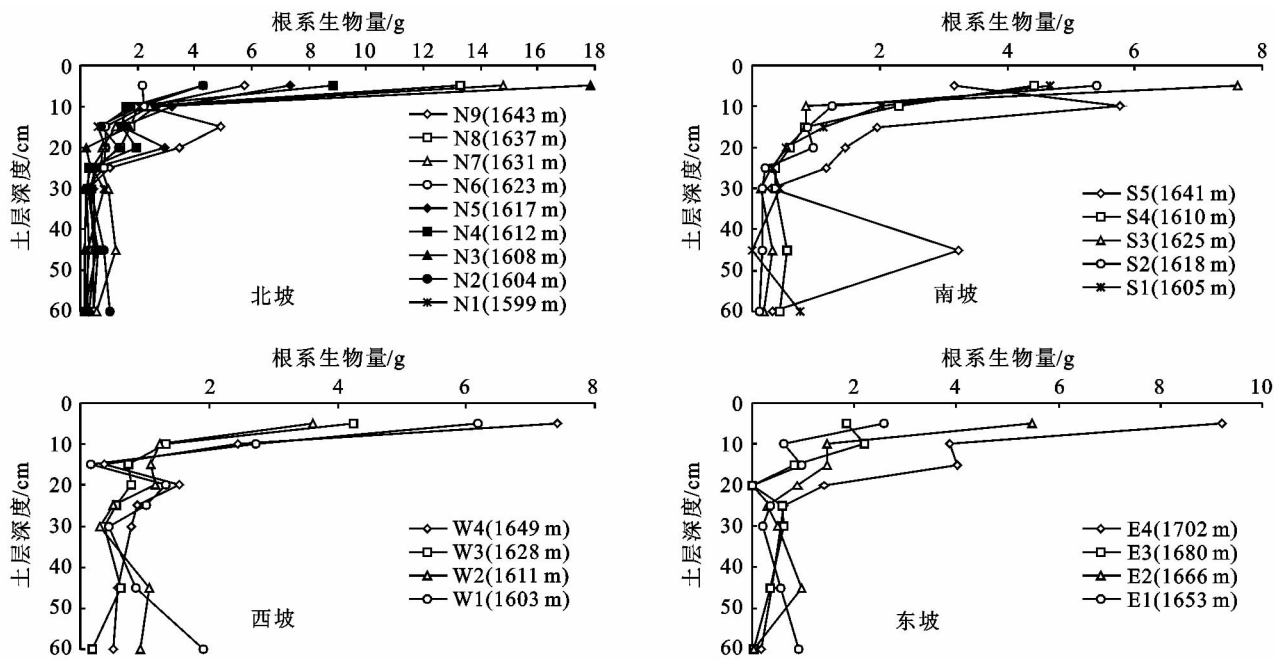 根系生物量/g
2 4 6 8 10 12 14 16 18
土层深度/cm
0
10
20
30
40
50
60
N9(1643 m)
N8(1637 m)
N7(1631 m)
N6(1623 m)
N5(1617 m)
N4(1612 m)
N3(1608 m)
N2(1604 m)
N1(1599 m)
北坡
根系生物量/g
2 4 6 8
土层深度/cm
0
10
20
30
40
50
60
S5(1641 m)
S4(1610 m)
S3(1625 m)
S2(1618 m)
S1(1605 m)
南坡
根系生物量/g
2 4 6 8
土层深度/cm
0
10
20
30
40
50
60
W4(1649 m)
W3(1628 m)
W2(1611 m)
W1(1603 m)
西坡
根系生物量/g
2 4 6 8 10
土层深度/cm
0
10
20
30
40
50
60
E4(1702 m)
E3(1680 m)
E2(1666 m)
E1(1653 m)
东坡